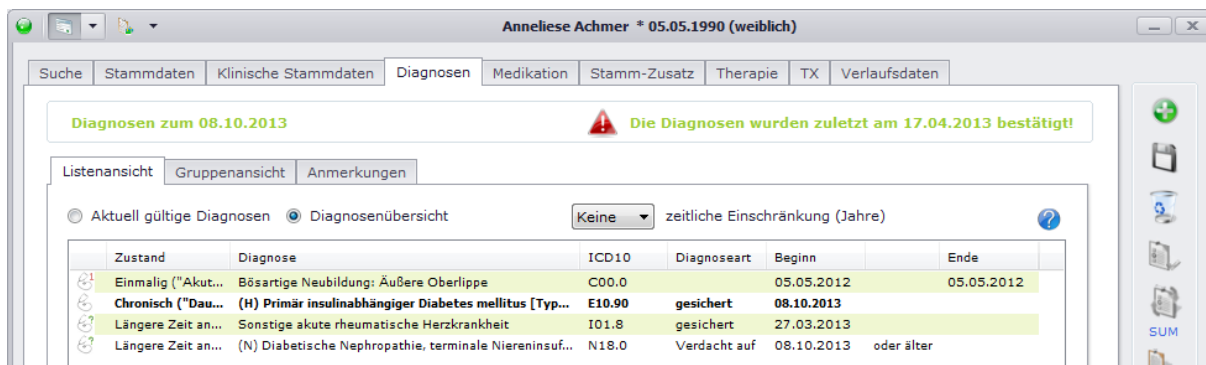 Anneliese Achmer * 05.05.1990 (weiblich)
Suche Stammdaten Klinische Stammdaten Diagnosen Medikation Stamm-Zusatz Therapie TX Verlaufsdaten
Diagnosen zum 08.10.2013 Die Diagnosen wurden zuletzt am 17.04.2013 bestätigt!
Listenansicht Gruppenansicht Anmerkungen
Aktuell gültige Diagnosen Diagnosenübersicht Keine zeitliche Einschränkung (Jahre)
Zustand Diagnose ICD10 Diagnoseart Beginn Ende
Einmalig ("Akut... Bösartige Neubildung: Äußere Oberlippe C00.0 05.05.2012 05.05.2012
Chronisch ("Dau... (H) Primär insulinabhängiger Diabetes mellitus [Typ... E10.90 gesichert 08.10.2013
Längere Zeit an... Sonstige akute rheumatische Herzkrankheit I01.8 gesichert 27.03.2013
Längere Zeit an... (N) Diabetische Nephropathie, terminale Niereninsuf... N18.0 Verdacht auf 08.10.2013 oder älter
SUM